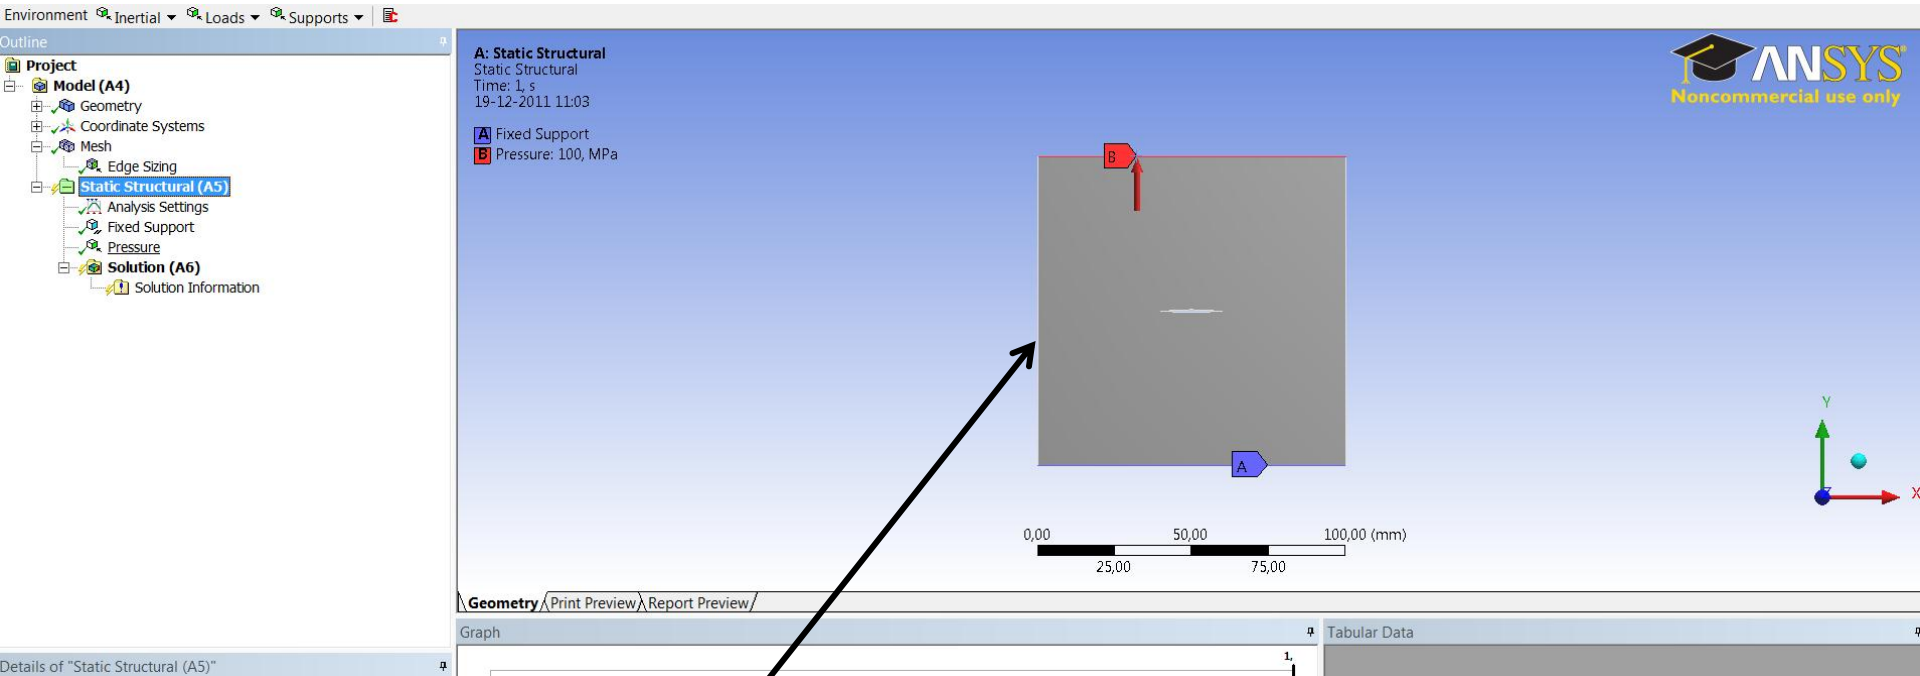 Environment Inertial Loads Supports
Outline
Project
Model (A4)
Geometry
Coordinate Systems
Mesh
Edge Sizing
Static Structural (A5)
Analysis Settings
Fixed Support
Pressure
Solution (A6)
Solution Information
Details of "Static Structural (A5)"
A: Static Structural
Static Structural
Time: 1, s
19-12-2011 11:03
A Fixed Support
B Pressure: 100, MPa
ANSYS
Noncommercial use only
B
A
Y
Z
X
0,00 50,00 100,00 (mm)
25,00 75,00
Geometry Print Preview Report Preview
Graph
1,
Tabular Data